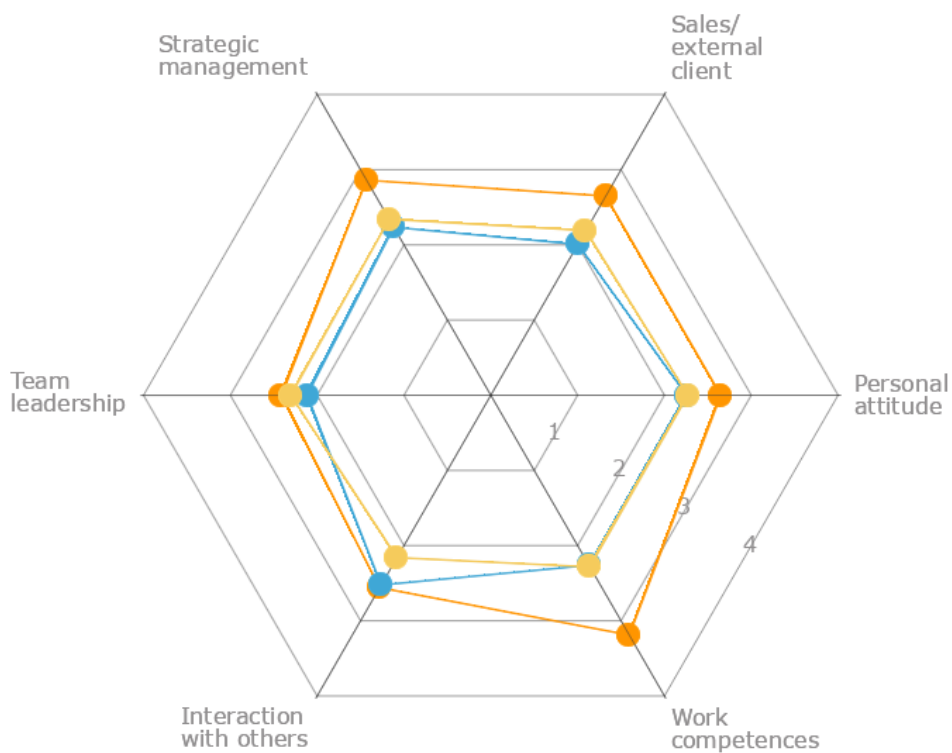 Strategic
management
Sales/
external
client
Team
leadership
Personal
attitude
1
2
3
4
Interaction
with others
Work
competences